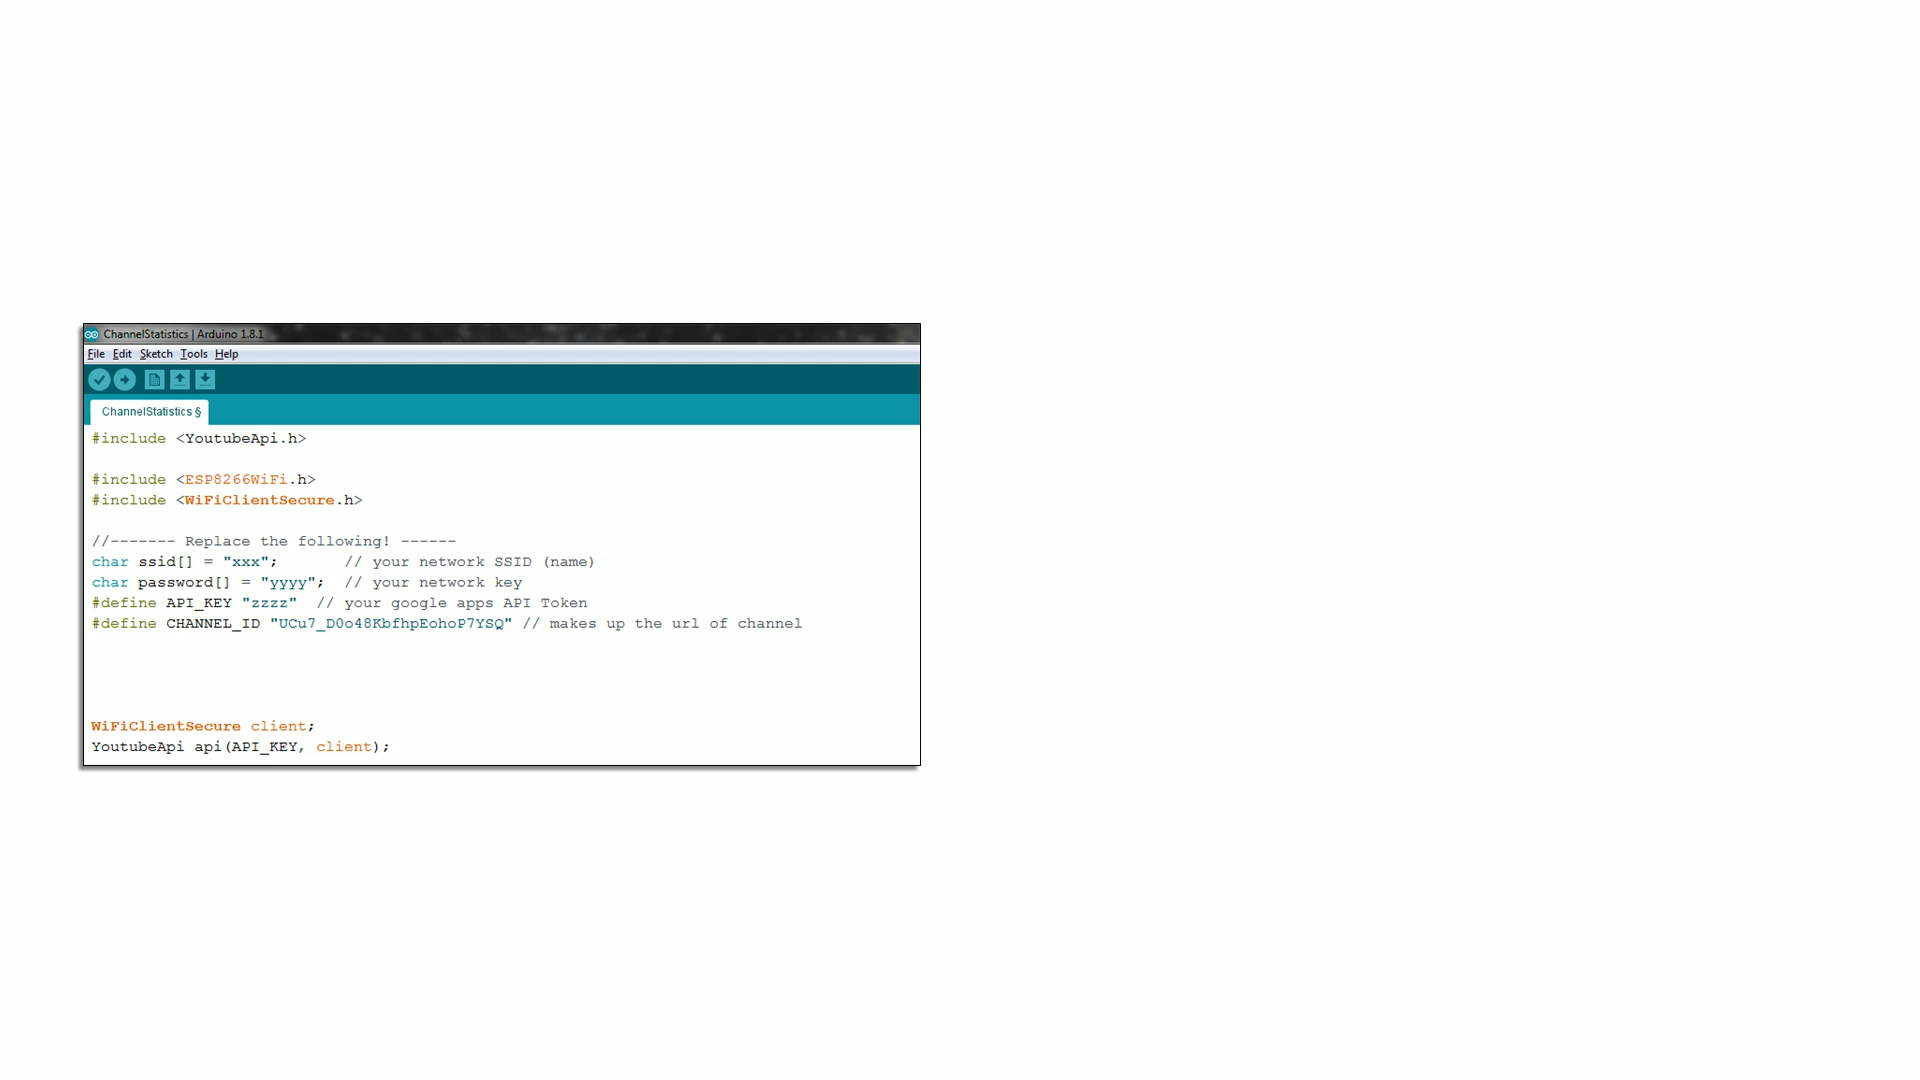 ChannelStatistics | Arduino 1.8.1
File Edit Sketch Tools Help
ChannelStatistics §
#include <YoutubeApi.h>
#include <ESP8266WiFi.h>
#include <WiFiClientSecure.h>
//------- Replace the following! ------
char ssid[] = "xxx";       // your network SSID (name)
char password[] = "yyyy";  // your network key
#define API_KEY "zzzz"  // your google apps API Token
#define CHANNEL_ID "UCu7_D0o48KbfhpEohoP7YSQ" // makes up the url of channel
WiFiClientSecure client;
YoutubeApi api(API_KEY, client);